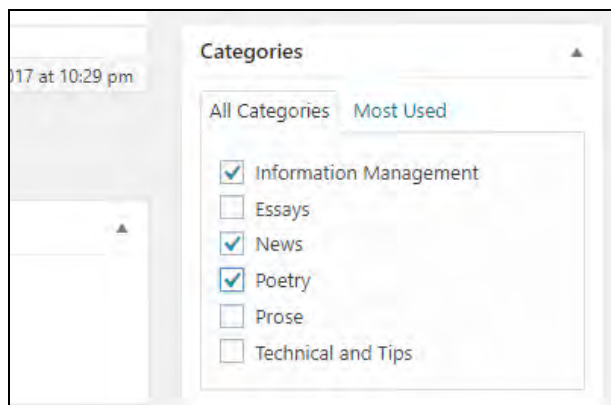 Categories
017 at 10:29 pm
All Categories Most Used
Information Management
Essays
News
Poetry
Prose
Technical and Tips